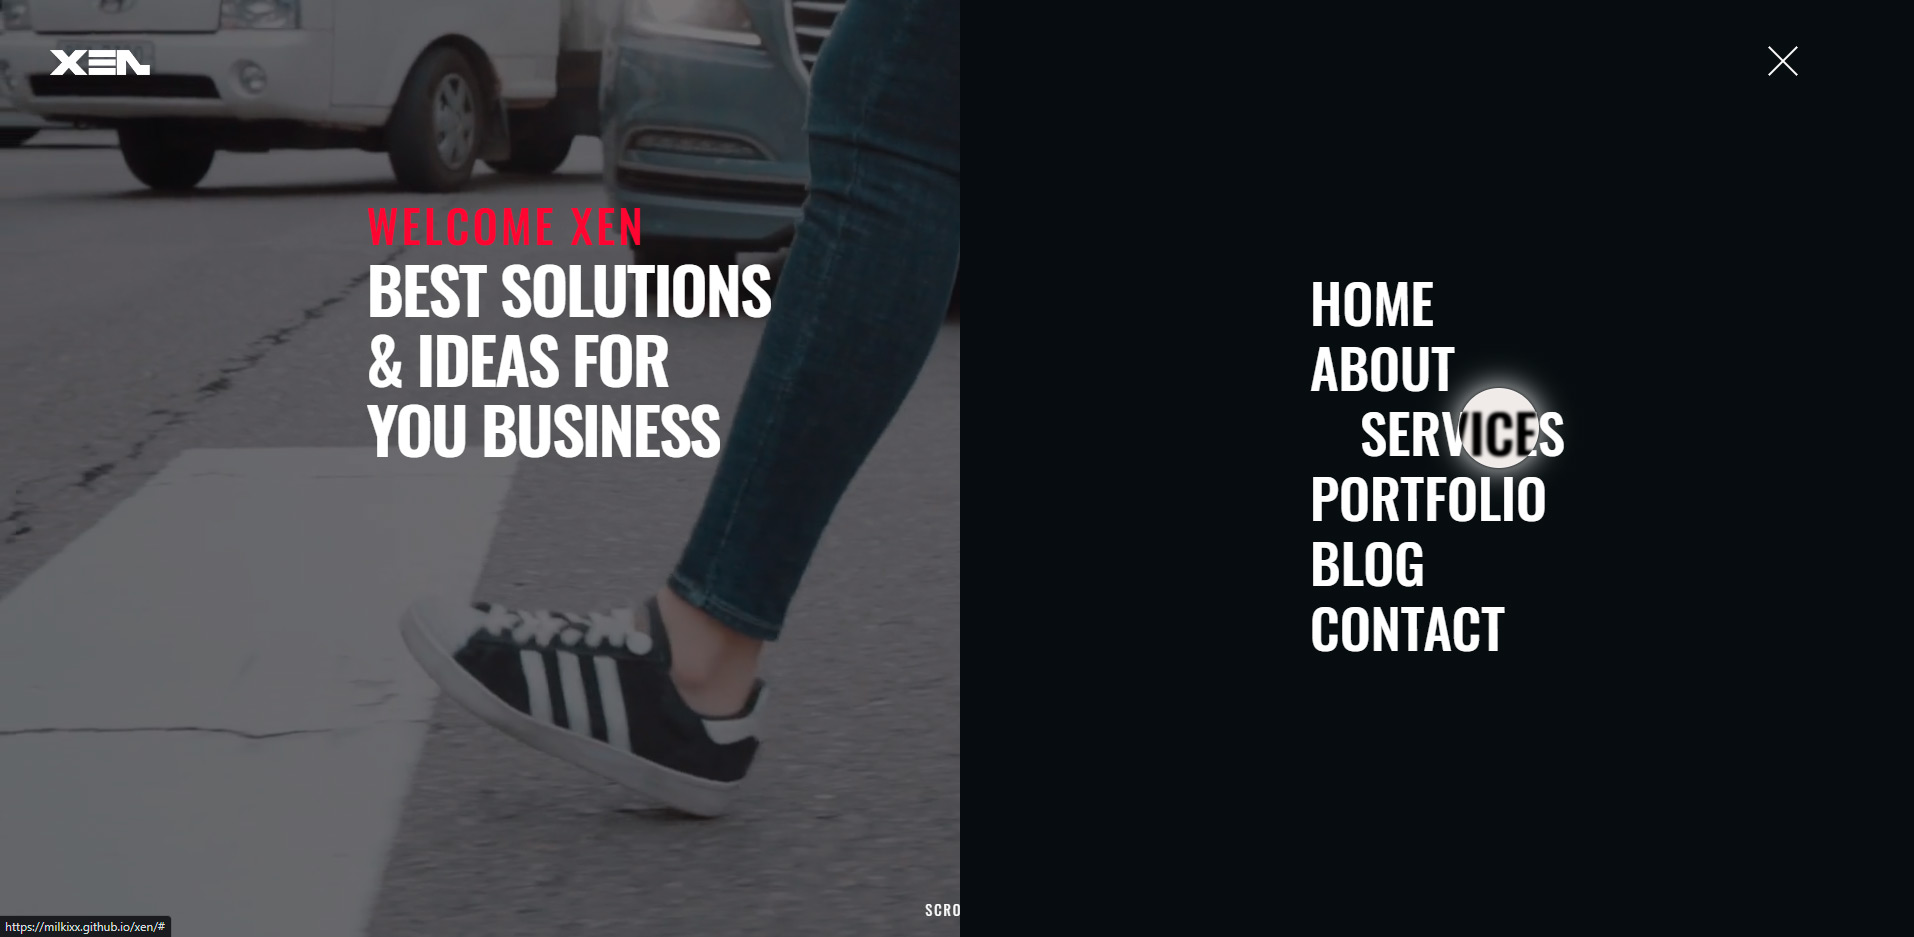 XEN
WELCOME XEN
BEST SOLUTIONS
& IDEAS FOR
YOU BUSINESS
HOME
ABOUT
SERVICES
PORTFOLIO
BLOG
CONTACT
SCRO
https://milkixx.github.io/xen/#